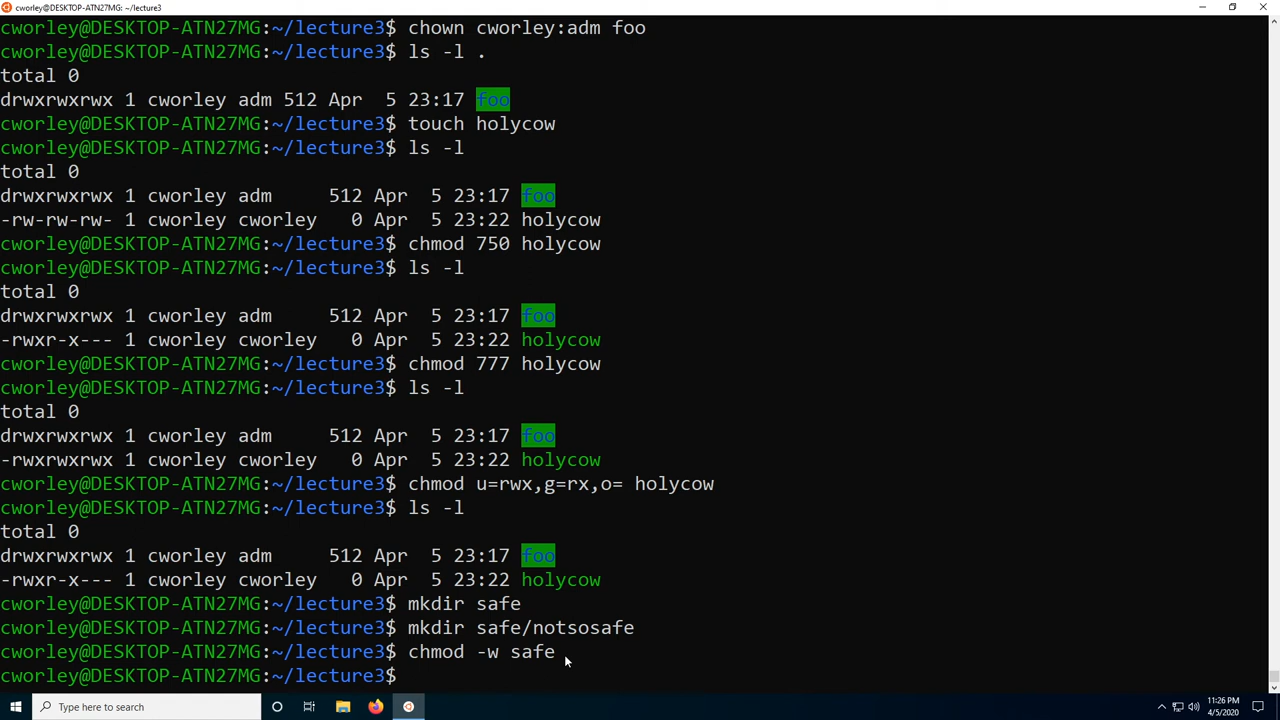 cworley@DESKTOP-ATN27MG: ~/lecture3
cworley@DESKTOP-ATN27MG:~/lecture3$ chown cworley:adm foo
cworley@DESKTOP-ATN27MG:~/lecture3$ ls -l .
total 0
drwxrwxrwx 1 cworley adm 512 Apr  5 23:17 foo
cworley@DESKTOP-ATN27MG:~/lecture3$ touch holycow
cworley@DESKTOP-ATN27MG:~/lecture3$ ls -l
total 0
drwxrwxrwx 1 cworley adm     512 Apr  5 23:17 foo
-rw-rw-rw- 1 cworley cworley   0 Apr  5 23:22 holycow
cworley@DESKTOP-ATN27MG:~/lecture3$ chmod 750 holycow
cworley@DESKTOP-ATN27MG:~/lecture3$ ls -l
total 0
drwxrwxrwx 1 cworley adm     512 Apr  5 23:17 foo
-rwxr-x--- 1 cworley cworley   0 Apr  5 23:22 holycow
cworley@DESKTOP-ATN27MG:~/lecture3$ chmod 777 holycow
cworley@DESKTOP-ATN27MG:~/lecture3$ ls -l
total 0
drwxrwxrwx 1 cworley adm     512 Apr  5 23:17 foo
-rwxrwxrwx 1 cworley cworley   0 Apr  5 23:22 holycow
cworley@DESKTOP-ATN27MG:~/lecture3$ chmod u=rwx,g=rx,o= holycow
cworley@DESKTOP-ATN27MG:~/lecture3$ ls -l
total 0
drwxrwxrwx 1 cworley adm     512 Apr  5 23:17 foo
-rwxr-x--- 1 cworley cworley   0 Apr  5 23:22 holycow
cworley@DESKTOP-ATN27MG:~/lecture3$ mkdir safe
cworley@DESKTOP-ATN27MG:~/lecture3$ mkdir safe/notsosafe
cworley@DESKTOP-ATN27MG:~/lecture3$ chmod -w safe
cworley@DESKTOP-ATN27MG:~/lecture3$
Type here to search
11:26 PM
4/5/2020